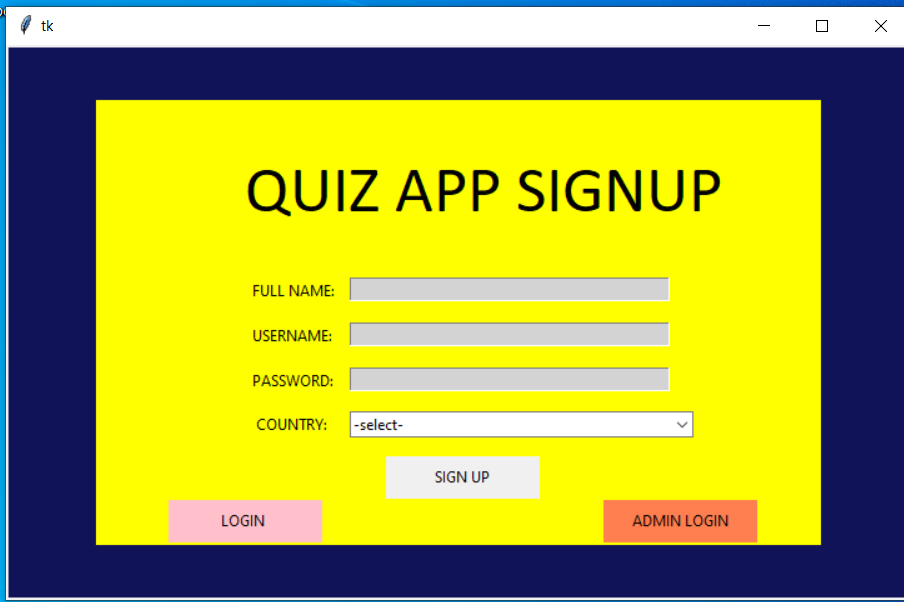 tk
QUIZ APP SIGNUP
FULL NAME:
USERNAME:
PASSWORD:
COUNTRY: -select-
SIGN UP
LOGIN ADMIN LOGIN